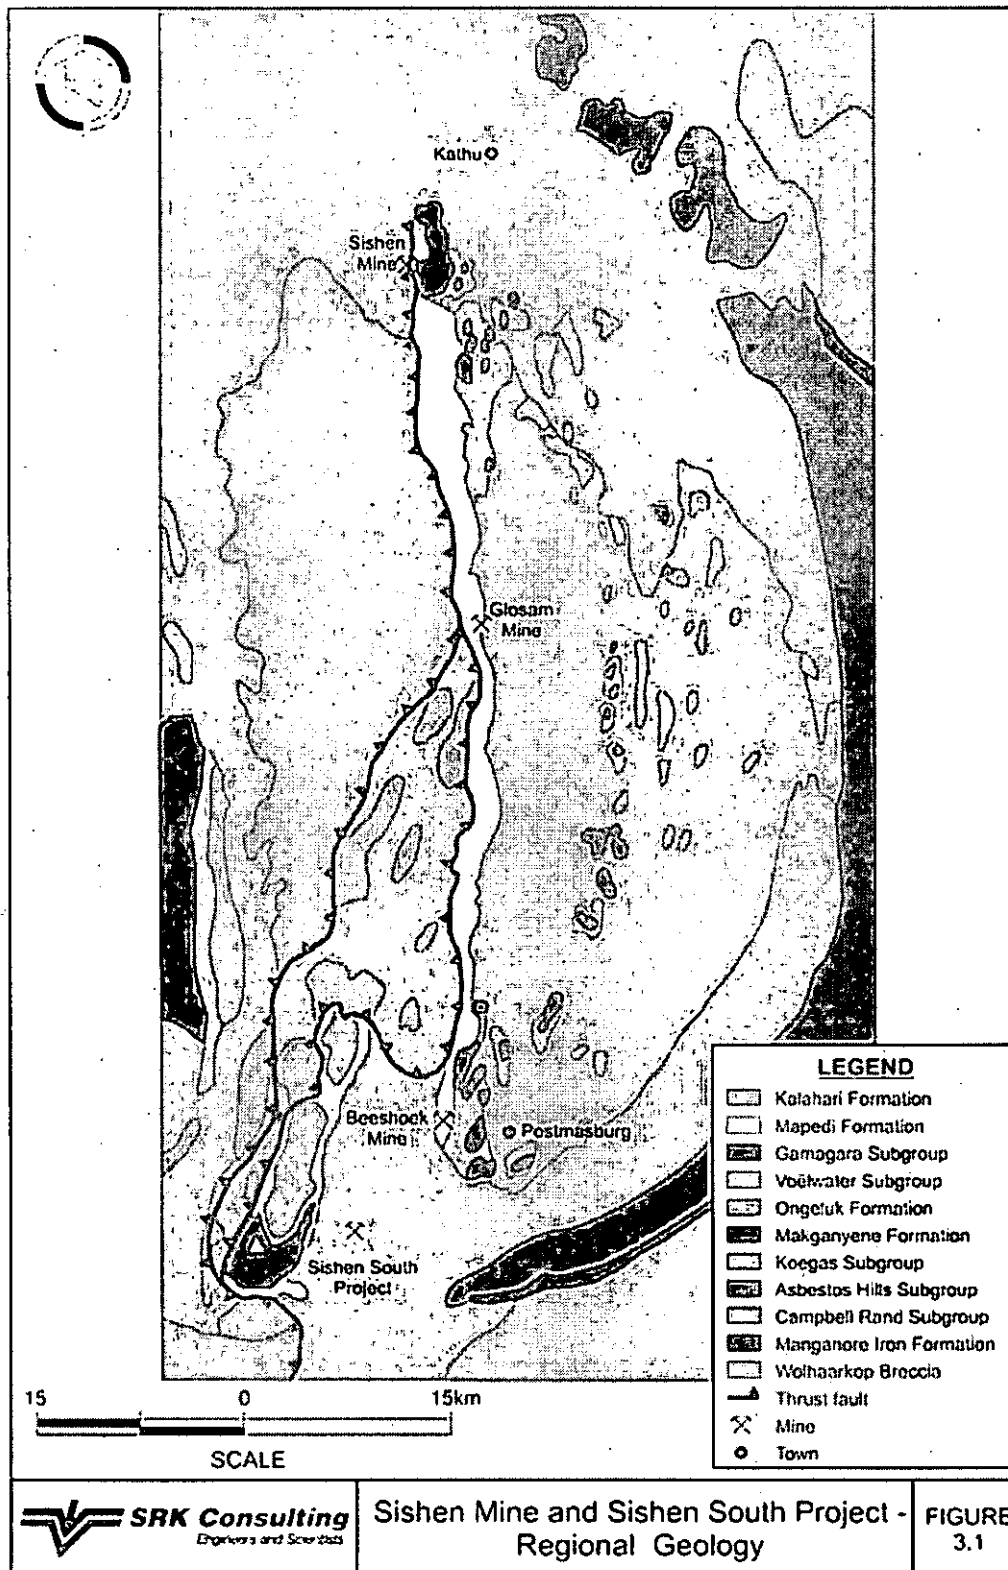 Kathu
Sishen
Mine
Glosam
Mine
Beeshoek
Mine
Postmasburg
Sishen South
Project
LEGEND
Kalahari Formation
Mapedi Formation
Gamagara Subgroup
Voëlwater Subgroup
Ongeluk Formation
Makganyene Formation
Koegas Subgroup
Asbestos Hills Subgroup
Campbell Rand Subgroup
Manganore Iron Formation
Wolhaarkop Breccia
Thrust fault
Mine
Town
15 0 15km
SCALE
SRK Consulting
Engineers and Scientists
Sishen Mine and Sishen South Project -
Regional Geology
FIGURE
3.1